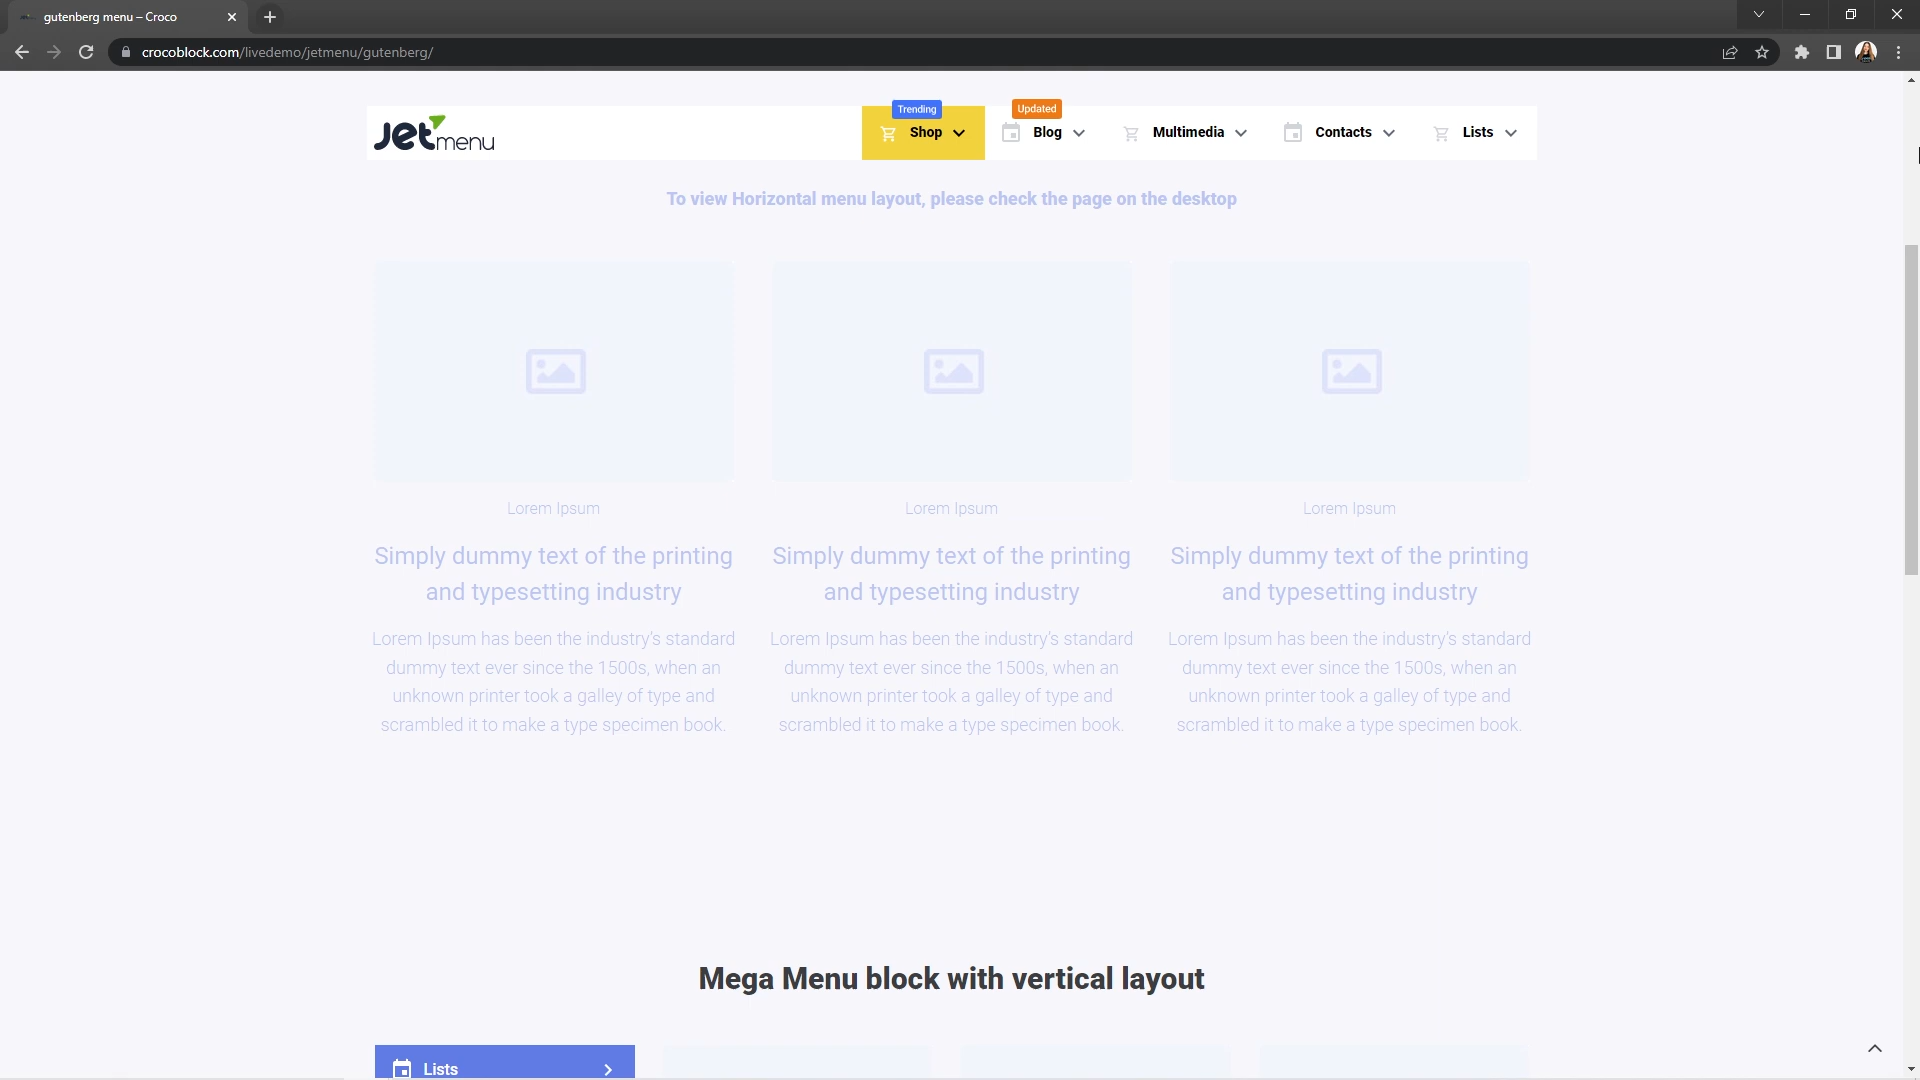 gutenberg menu – Croco
crocoblock.com/livedemo/jetmenu/gutenberg/
Trending
Updated
Jetmenu
Shop
Blog
Multimedia
Contacts
Lists
To view Horizontal menu layout, please check the page on the desktop
Lorem Ipsum
Simply dummy text of the printing
and typesetting industry
Lorem Ipsum has been the industry's standard
dummy text ever since the 1500s, when an
unknown printer took a galley of type and
scrambled it to make a type specimen book.
Lorem Ipsum
Simply dummy text of the printing
and typesetting industry
Lorem Ipsum has been the industry's standard
dummy text ever since the 1500s, when an
unknown printer took a galley of type and
scrambled it to make a type specimen book.
Lorem Ipsum
Simply dummy text of the printing
and typesetting industry
Lorem Ipsum has been the industry's standard
dummy text ever since the 1500s, when an
unknown printer took a galley of type and
scrambled it to make a type specimen book.
Mega Menu block with vertical layout
Lists